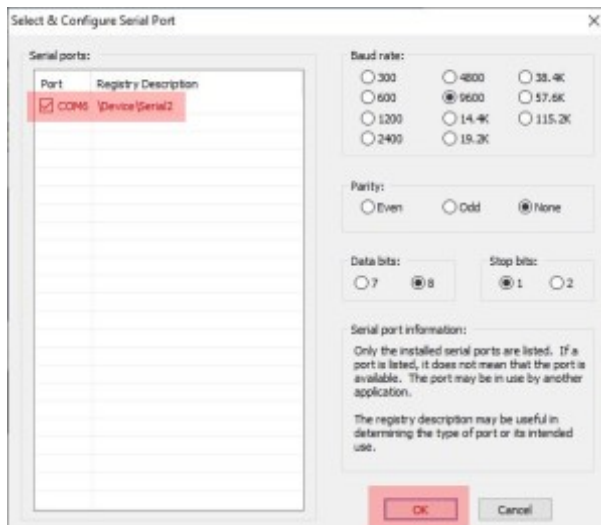 Select & Configure Serial Port
Serial ports:
Port Registry Description
COM6 \Device\Serial2
Baud rate:
300 4800 38.4K
600 9600 57.6K
1200 14.4K 115.2K
2400 19.2K
Parity:
Even Odd None
Data bits: Stop bits:
7 8 1 2
Serial port information:
Only the installed serial ports are listed. If a
port is listed, it does not mean that the port is
available. The port may be in use by another
application.
The registry description may be useful in
determining the type of port or its intended
use.
OK Cancel